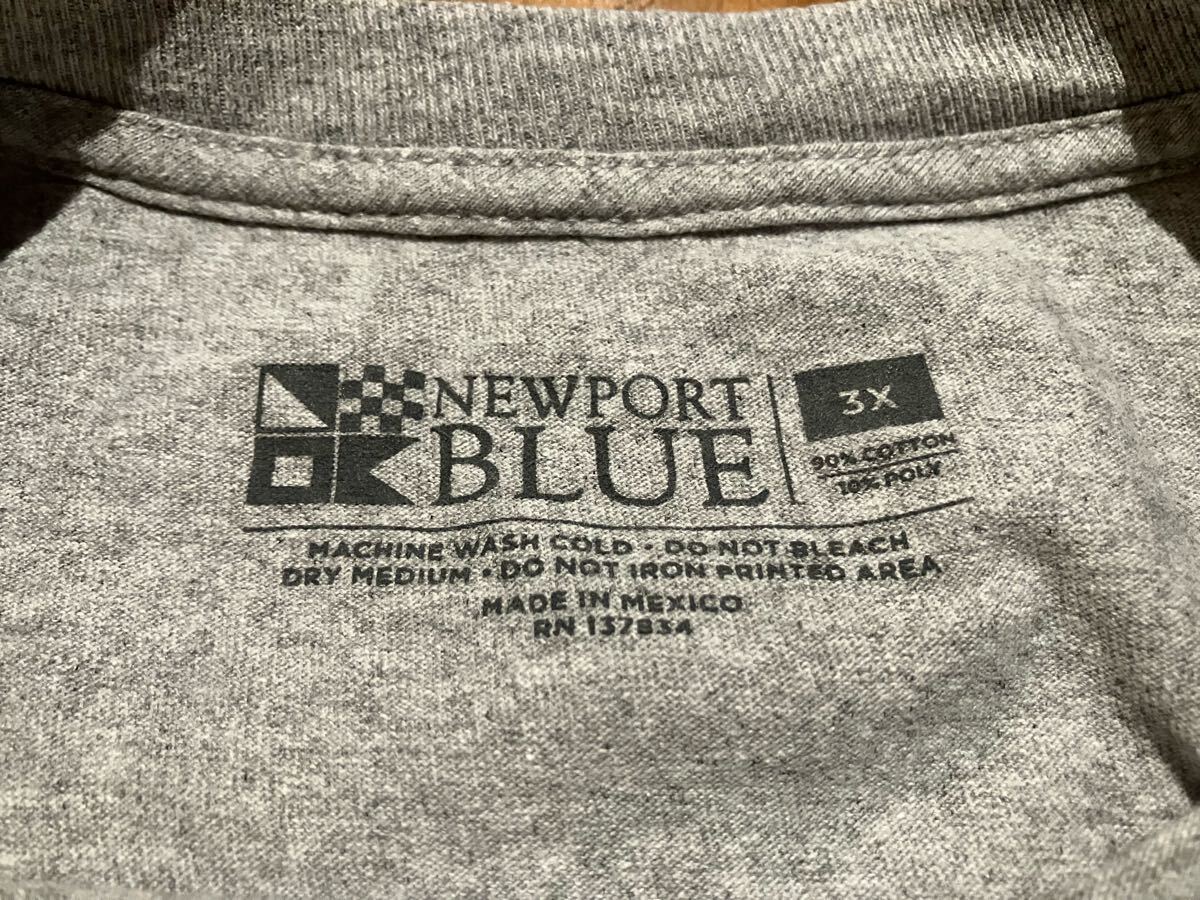 NEWPORT
BLUE
3X
90% COTTON
10% POLY
MACHINE WASH COLD • DO NOT BLEACH
DRY MEDIUM • DO NOT IRON PRINTED AREA
MADE IN MEXICO
RN 137834